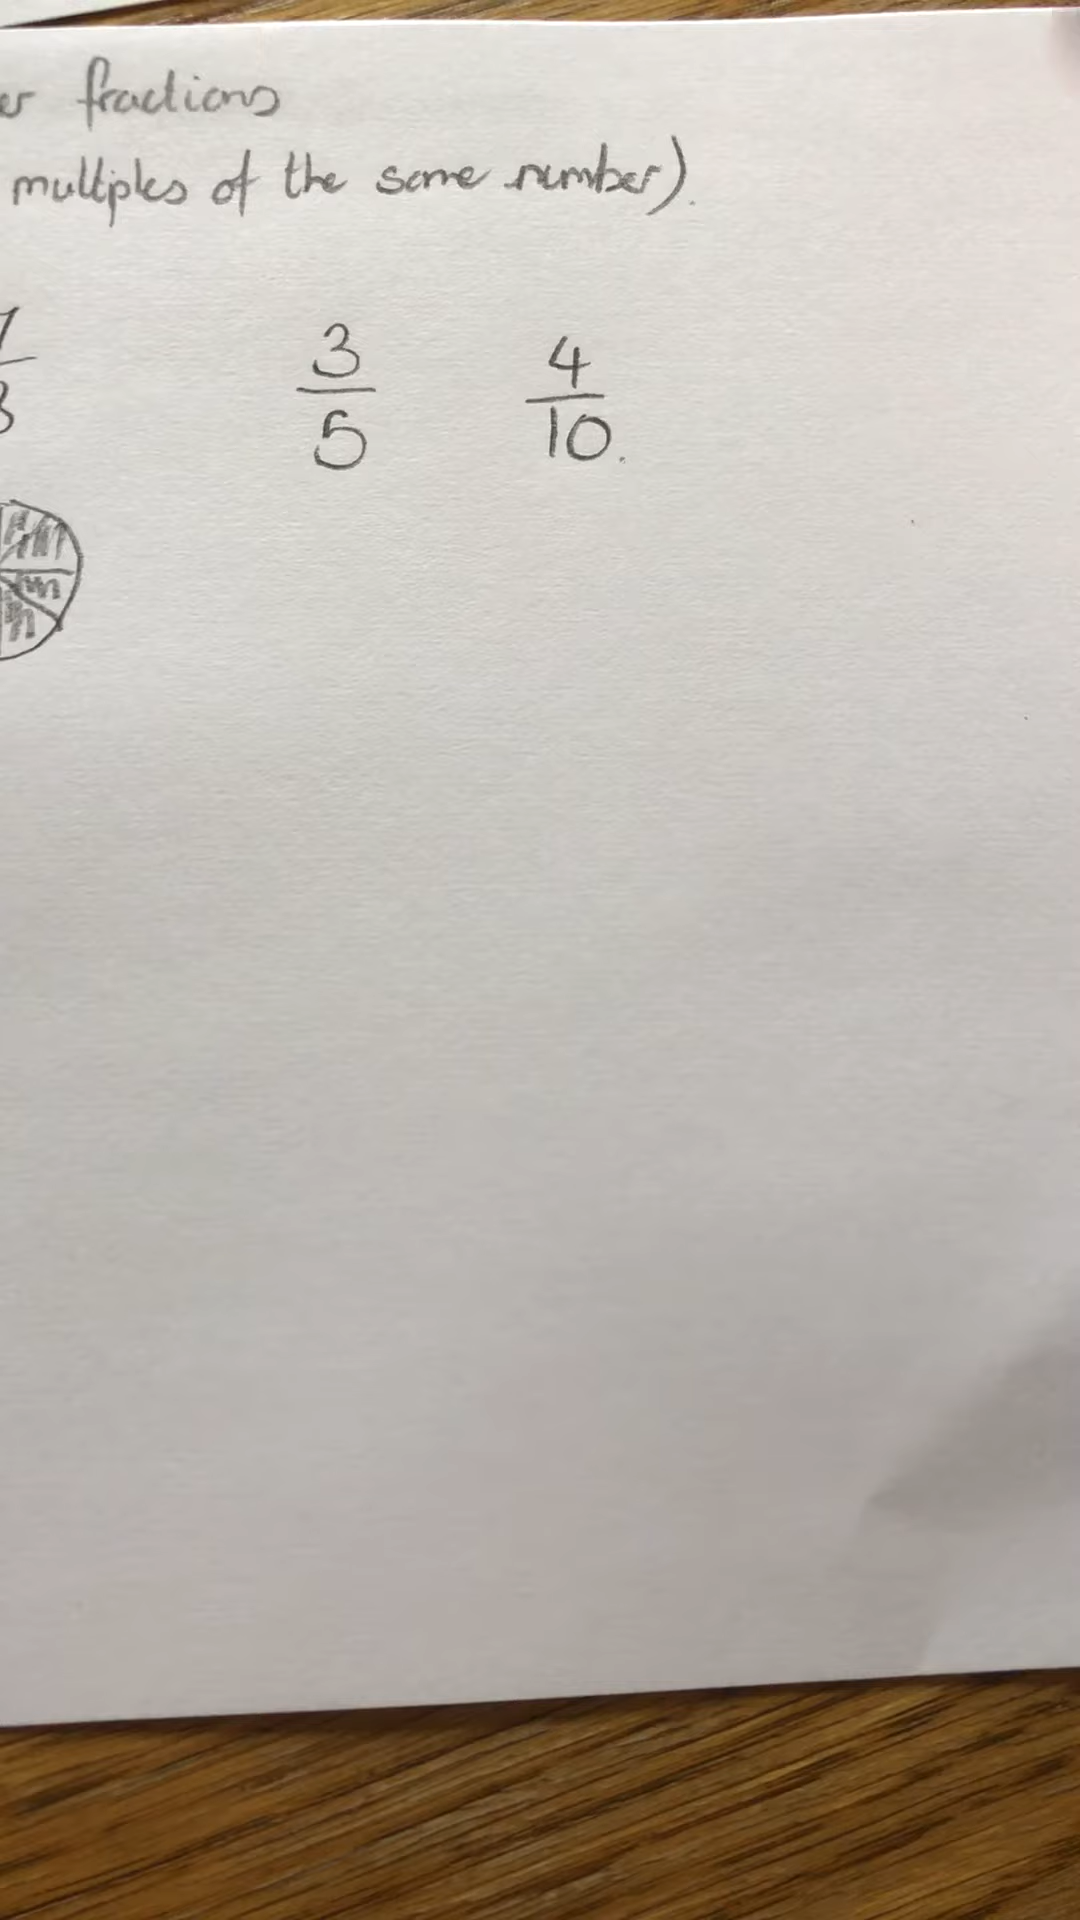 fractions
multiples of the same number).
3 4
5 10.